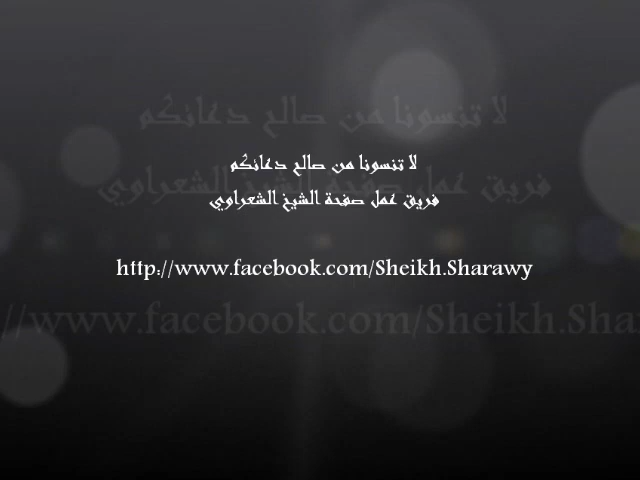 لا تنسونا من صالح دعائكم
فريق عمل صفحة الشيخ الشعراوي
http://www.facebook.com/Sheikh.Sharawy